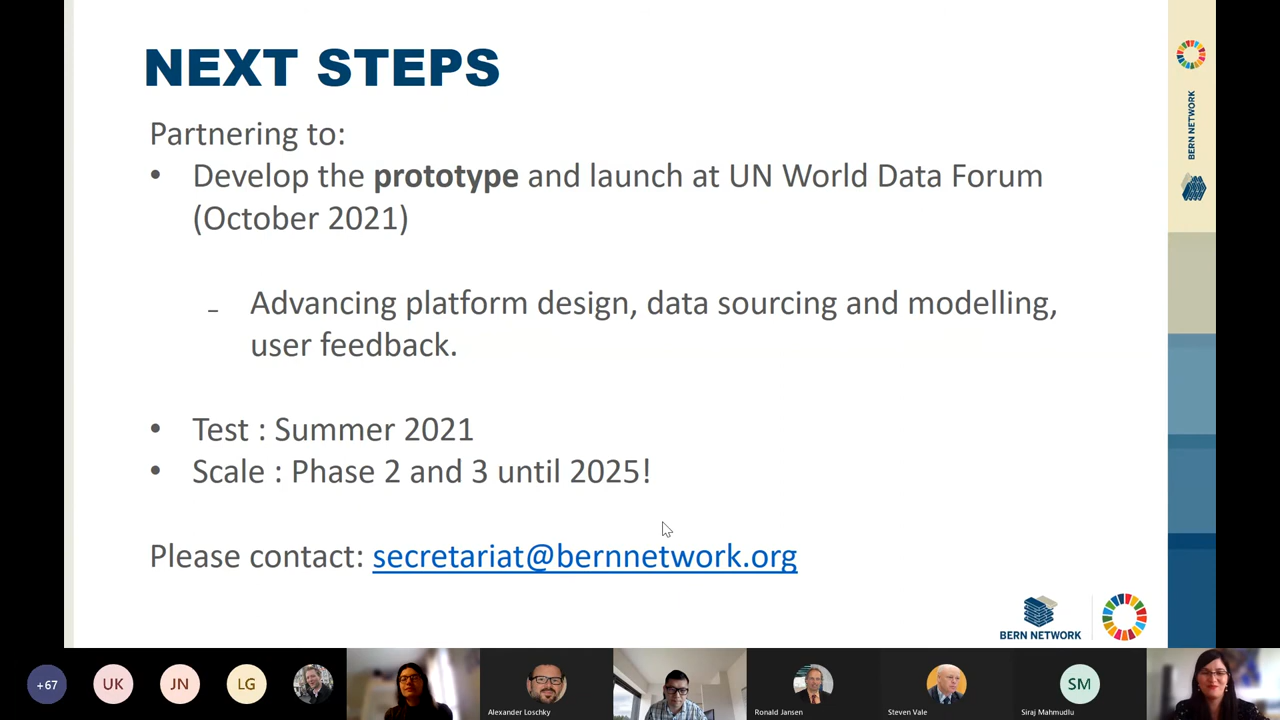 NEXT STEPS
Partnering to:
• Develop the prototype and launch at UN World Data Forum
(October 2021)
– Advancing platform design, data sourcing and modelling,
user feedback.
• Test : Summer 2021
• Scale : Phase 2 and 3 until 2025!
Please contact: secretariat@bernnetwork.org
BERN NETWORK
BERN NETWORK
+67
UK
JN
LG
Alexander Loschky
Ronald Jansen
Steven Vale
SM
Siraj Mahmudlu